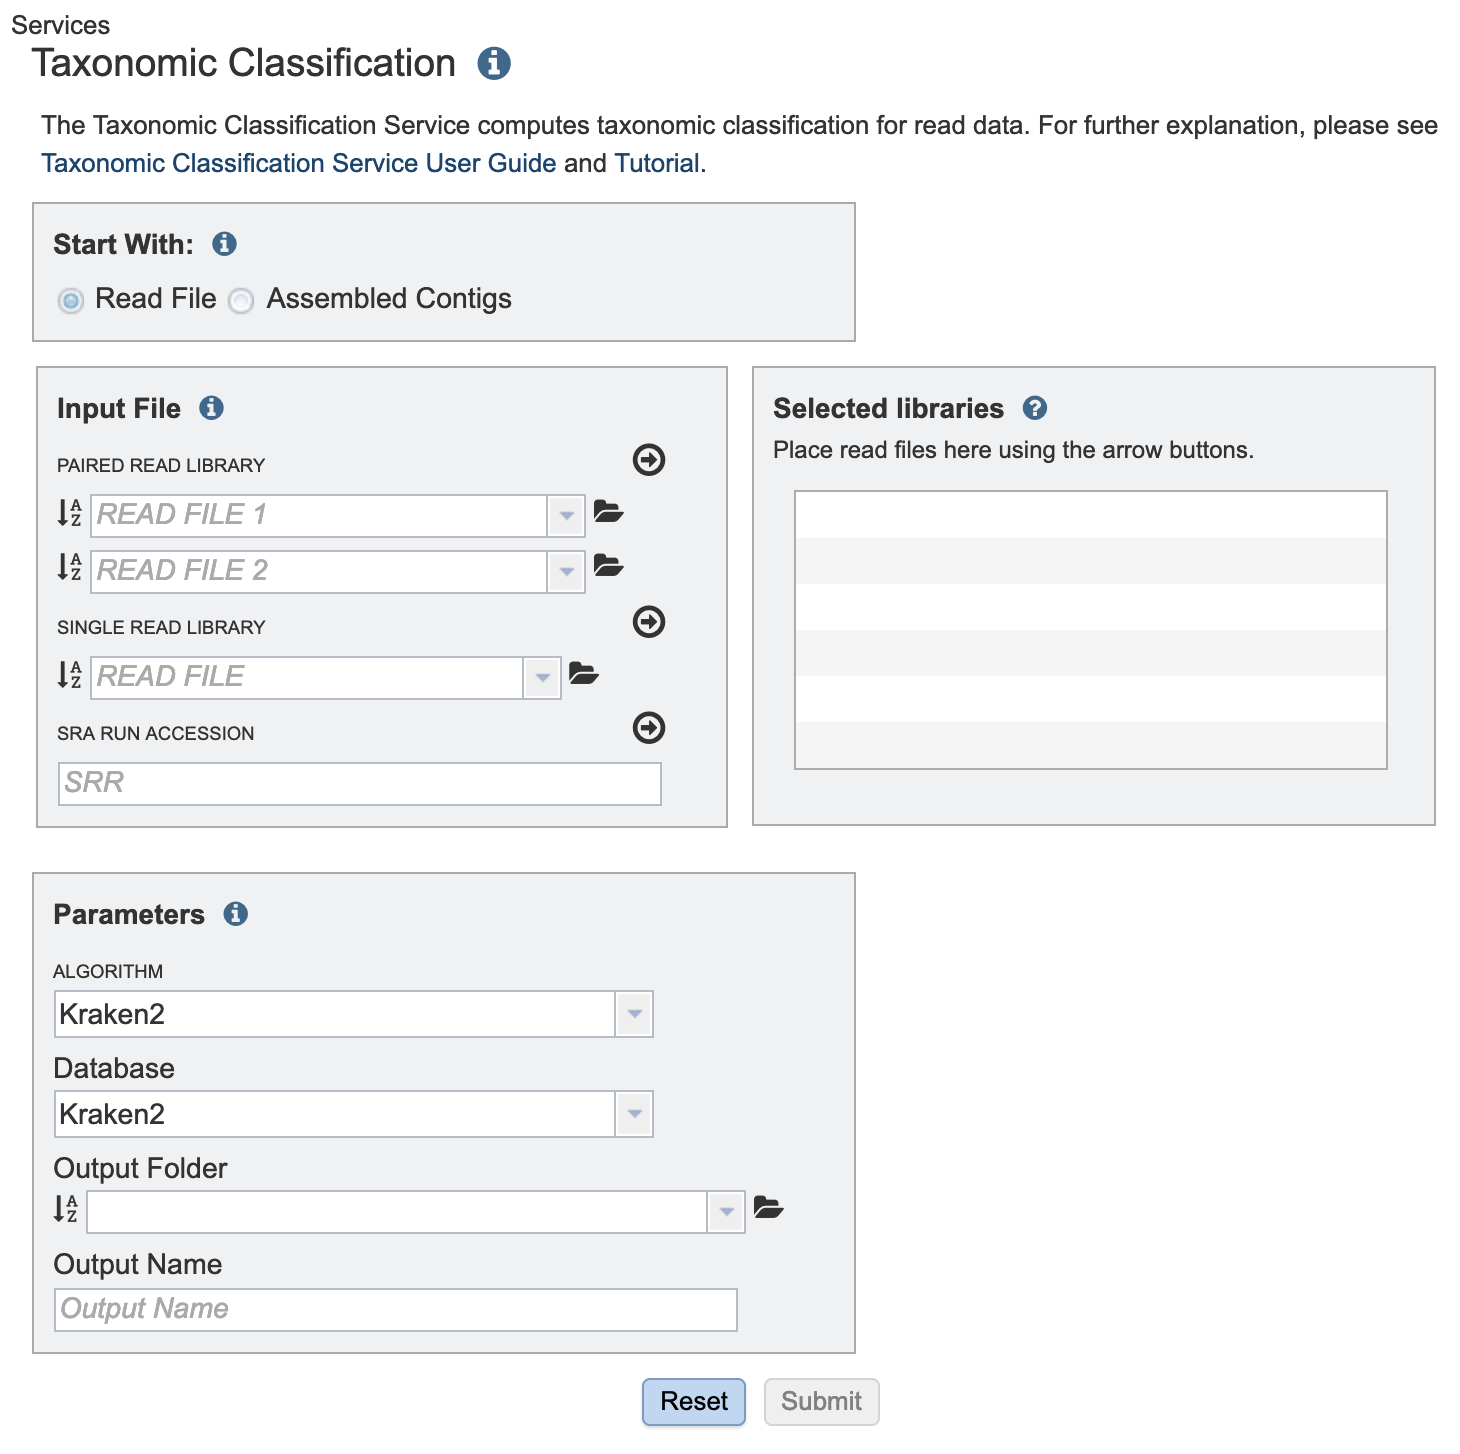 Services
Taxonomic Classification
The Taxonomic Classification Service computes taxonomic classification for read data. For further explanation, please see
Taxonomic Classification Service User Guide and Tutorial.
Start With:
Read File Assembled Contigs
Input File
PAIRED READ LIBRARY
READ FILE 1
READ FILE 2
SINGLE READ LIBRARY
READ FILE
SRA RUN ACCESSION
SRR
Selected libraries
Place read files here using the arrow buttons.
Parameters
ALGORITHM
Kraken2
Database
Kraken2
Output Folder
Output Name
Output Name
Reset Submit